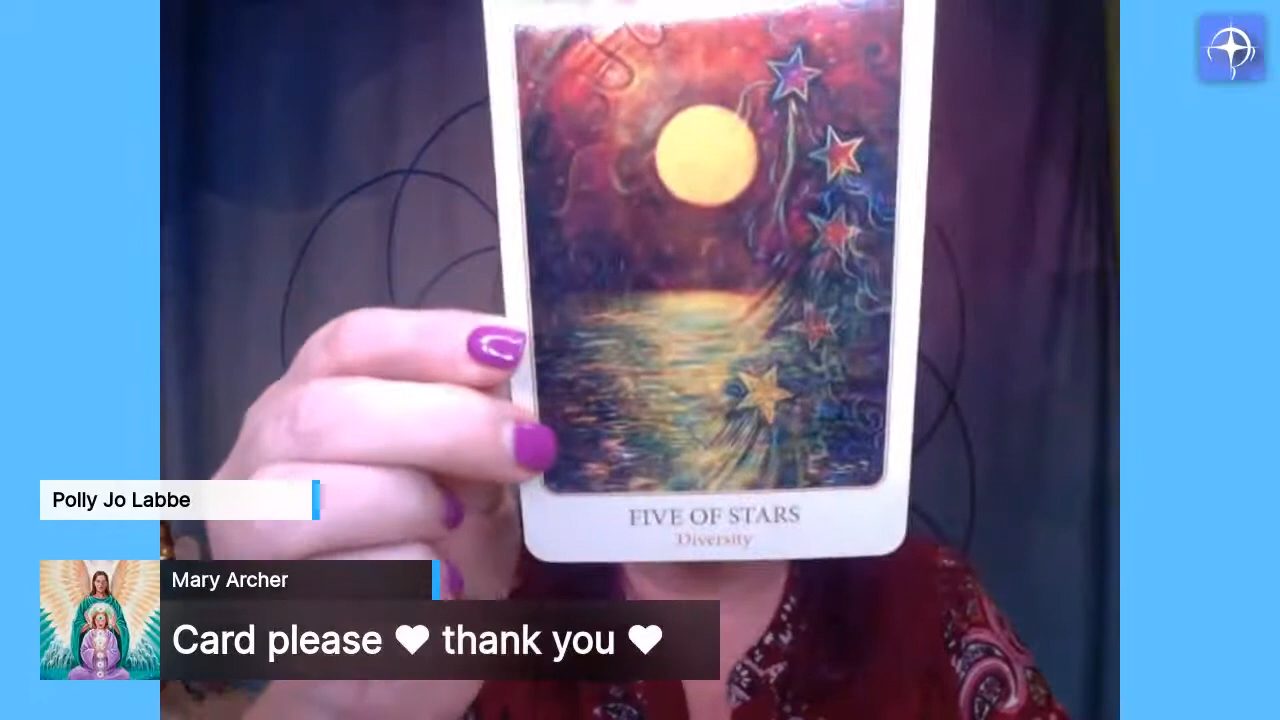 FIVE OF STARS
Diversity
Polly Jo Labbe
Mary Archer
Card please ♥ thank you ♥